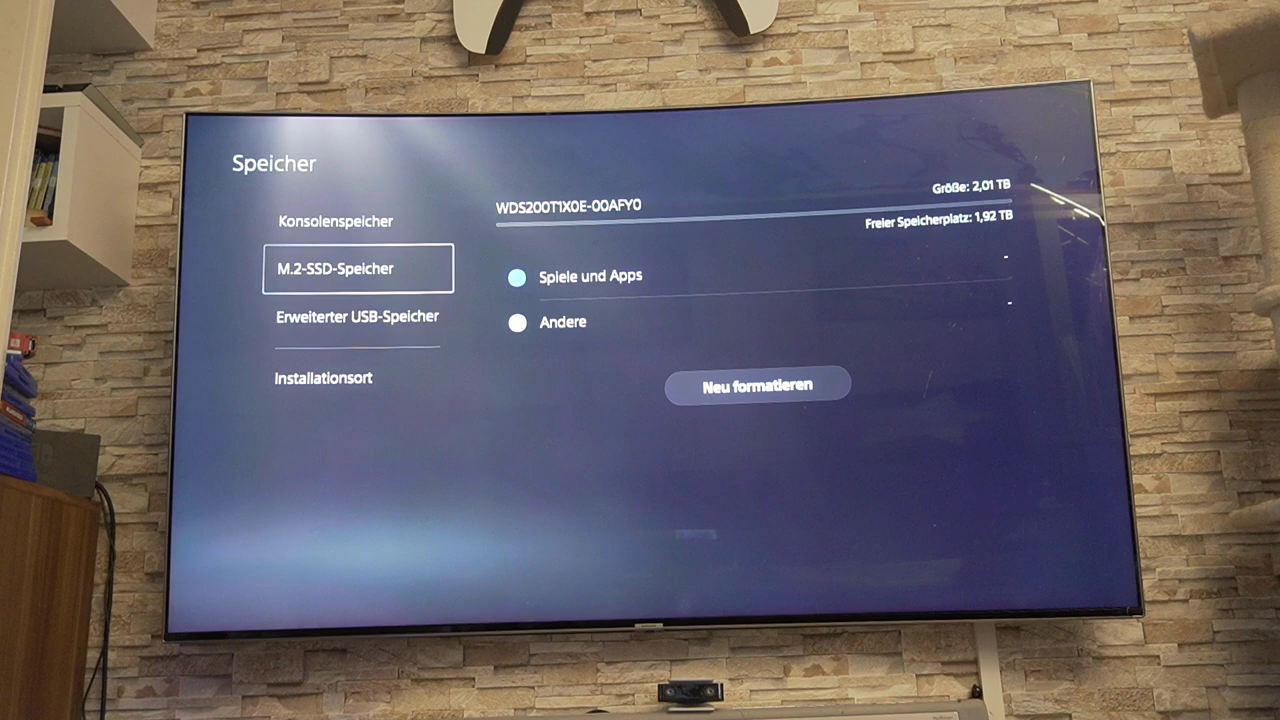 Speicher
Konsolenspeicher
M.2-SSD-Speicher
Erweiterter USB-Speicher
Installationsort
WDS200T1X0E-00AFY0
Größe: 2,01 TB
Freier Speicherplatz: 1,92 TB
Spiele und Apps
-
Andere
-
Neu formatieren